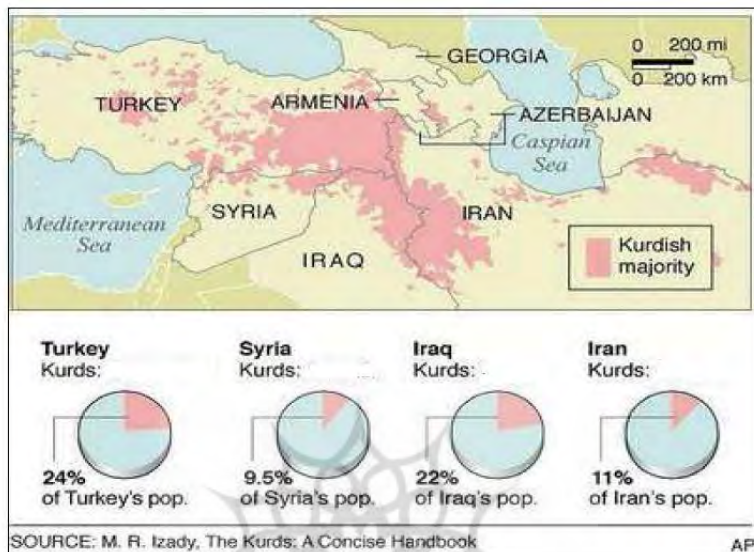 GEORGIA
0 200 mi
0 200 km
TURKEY
ARMENIA
AZERBAIJAN
Caspian
Sea
Mediterranean
Sea
SYRIA
IRAN
IRAQ
Kurdish
majority
Turkey
Kurds:
24%
of Turkey's pop.
Syria
Kurds:
9.5%
of Syria's pop.
Iraq
Kurds:
22%
of Iraq's pop.
Iran
Kurds:
11%
of Iran's pop.
SOURCE: M. R. Izady, The Kurds: A Concise Handbook
AP